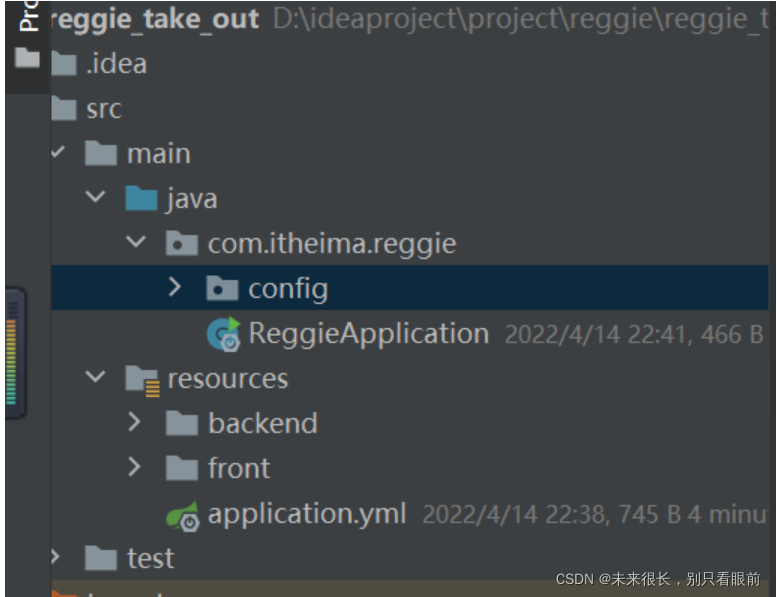 Pro
reggie_take_out D:\ideaproject\project\reggie\reggie_t
.idea
src
main
java
com.itheima.reggie
config
ReggieApplication 2022/4/14 22:41, 466 B
resources
backend
front
application.yml 2022/4/14 22:38, 745 B 4 minu
test
CSDN @未来很长，别只看眼前